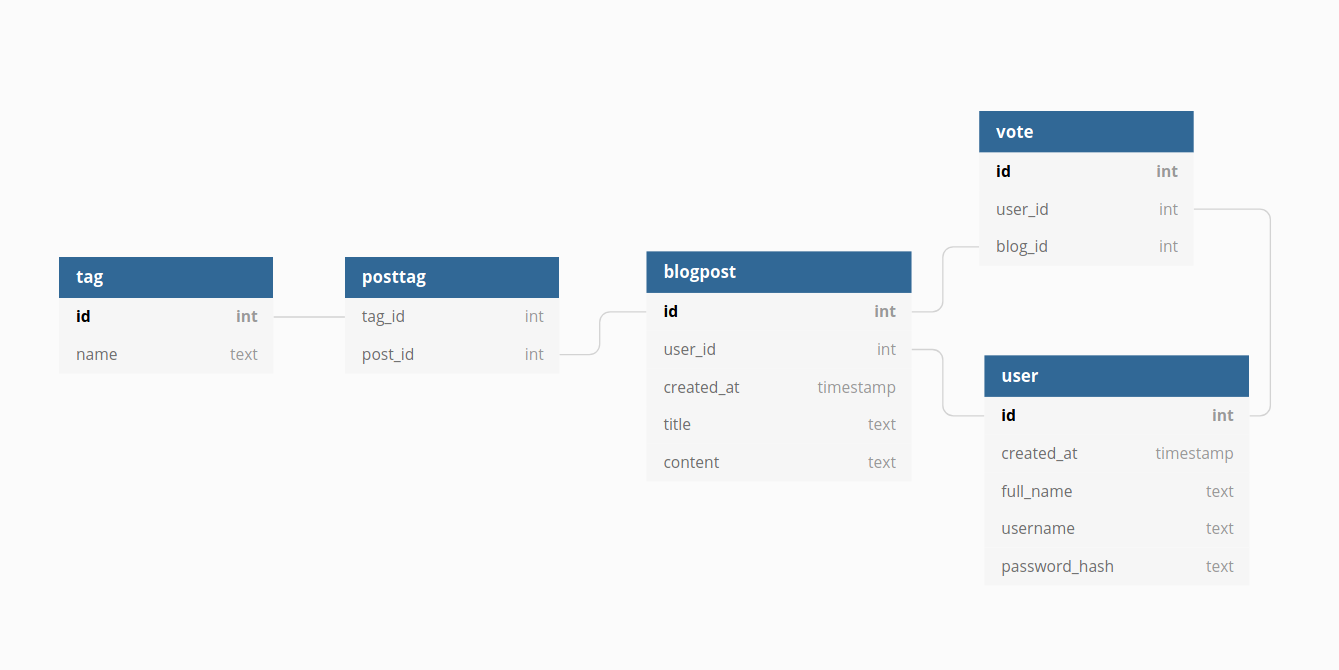 tag
id int
name text
posttag
tag_id int
post_id int
blogpost
id int
user_id int
created_at timestamp
title text
content text
vote
id int
user_id int
blog_id int
user
id int
created_at timestamp
full_name text
username text
password_hash text